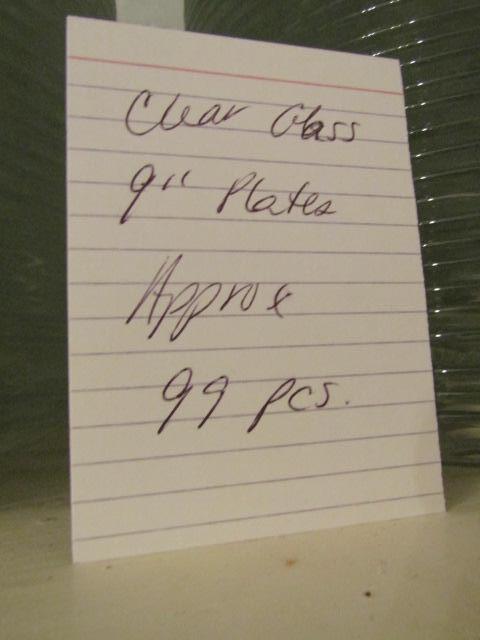 Clear Glass
9" Plates
Approx
99 pcs.